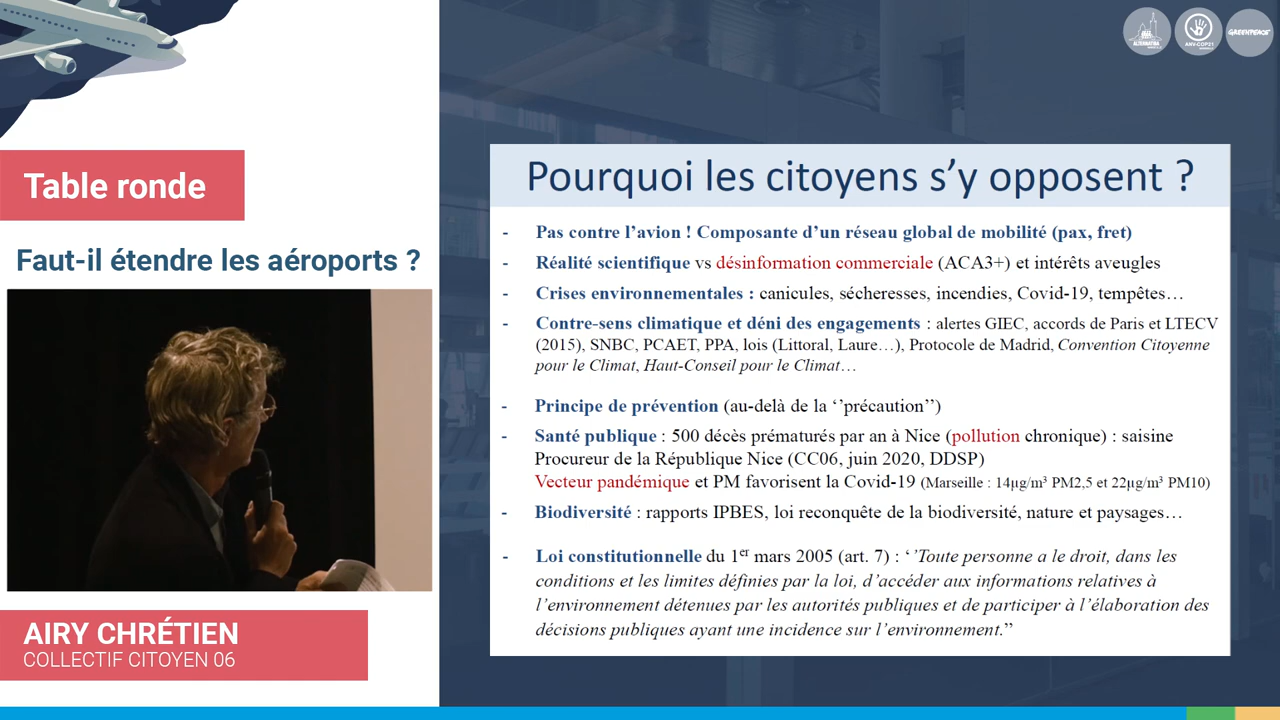 ALTERNATIBA
ANV-COP21
GREENPEACE
Table ronde
Faut-il étendre les aéroports ?
AIRY CHRÉTIEN
COLLECTIF CITOYEN 06
Pourquoi les citoyens s’y opposent ?
- Pas contre l’avion ! Composante d’un réseau global de mobilité (pax, fret)
- Réalité scientifique vs désinformation commerciale (ACA3+) et intérêts aveugles
- Crises environnementales : canicules, sécheresses, incendies, Covid-19, tempêtes…
- Contre-sens climatique et déni des engagements : alertes GIEC, accords de Paris et LTECV
(2015), SNBC, PCAET, PPA, lois (Littoral, Laure…), Protocole de Madrid, Convention Citoyenne
pour le Climat, Haut-Conseil pour le Climat…
- Principe de prévention (au-delà de la ‘’précaution’’)
- Santé publique : 500 décès prématurés par an à Nice (pollution chronique) : saisine
Procureur de la République Nice (CC06, juin 2020, DDSP)
Vecteur pandémique et PM favorisent la Covid-19 (Marseille : 14µg/m³ PM2,5 et 22µg/m³ PM10)
- Biodiversité : rapports IPBES, loi reconquête de la biodiversité, nature et paysages…
- Loi constitutionnelle du 1er mars 2005 (art. 7) : ‘’Toute personne a le droit, dans les
conditions et les limites définies par la loi, d’accéder aux informations relatives à
l’environnement détenues par les autorités publiques et de participer à l’élaboration des
décisions publiques ayant une incidence sur l’environnement.”